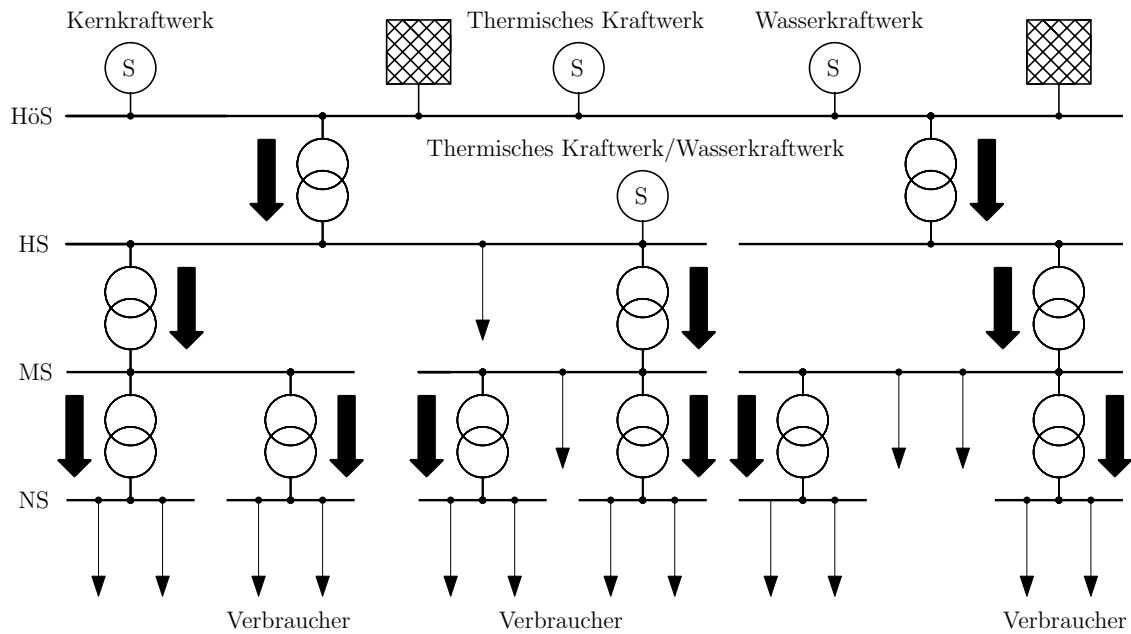 Kernkraftwerk
Thermisches Kraftwerk
Wasserkraftwerk
S
S
S
HöS
Thermisches Kraftwerk/Wasserkraftwerk
S
HS
MS
NS
Verbraucher
Verbraucher
Verbraucher